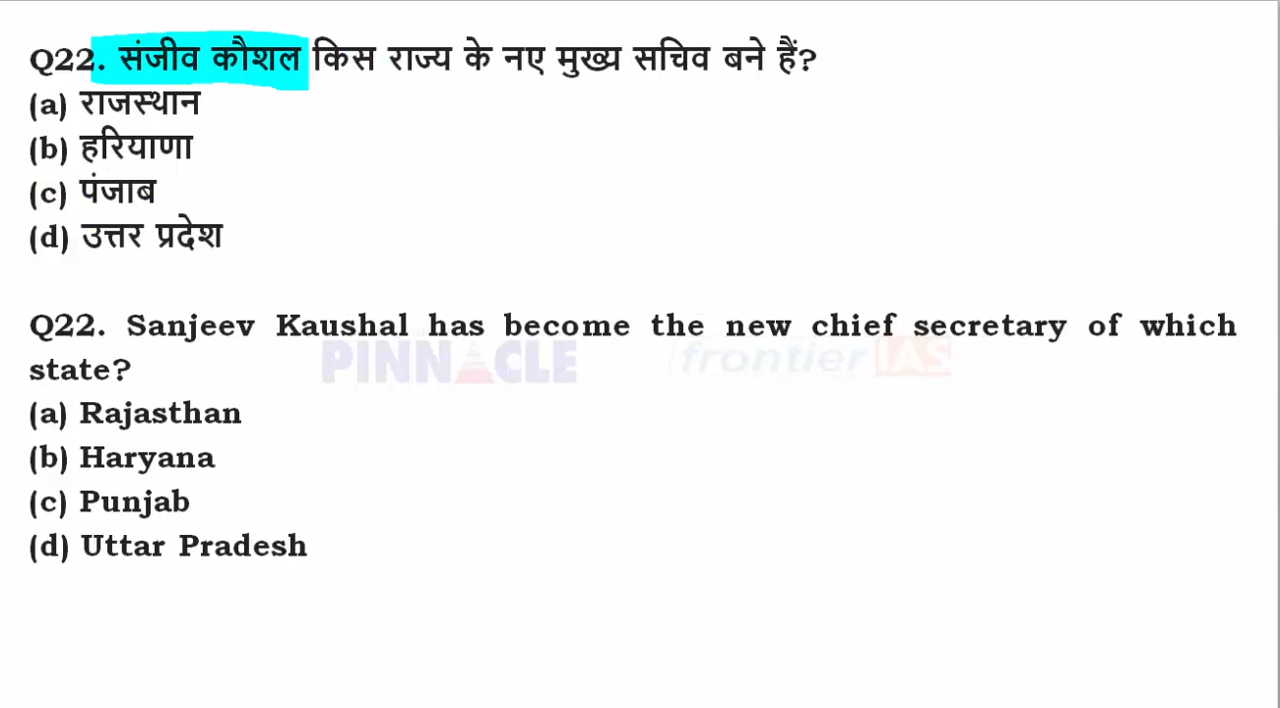 Q22. संजीव कौशल किस राज्य के नए मुख्य सचिव बने हैं?
(a) राजस्थान
(b) हरियाणा
(c) पंजाब
(d) उत्तर प्रदेश
Q22. Sanjeev Kaushal has become the new chief secretary of which
state?
PINNACLE frontier IAS
(a) Rajasthan
(b) Haryana
(c) Punjab
(d) Uttar Pradesh